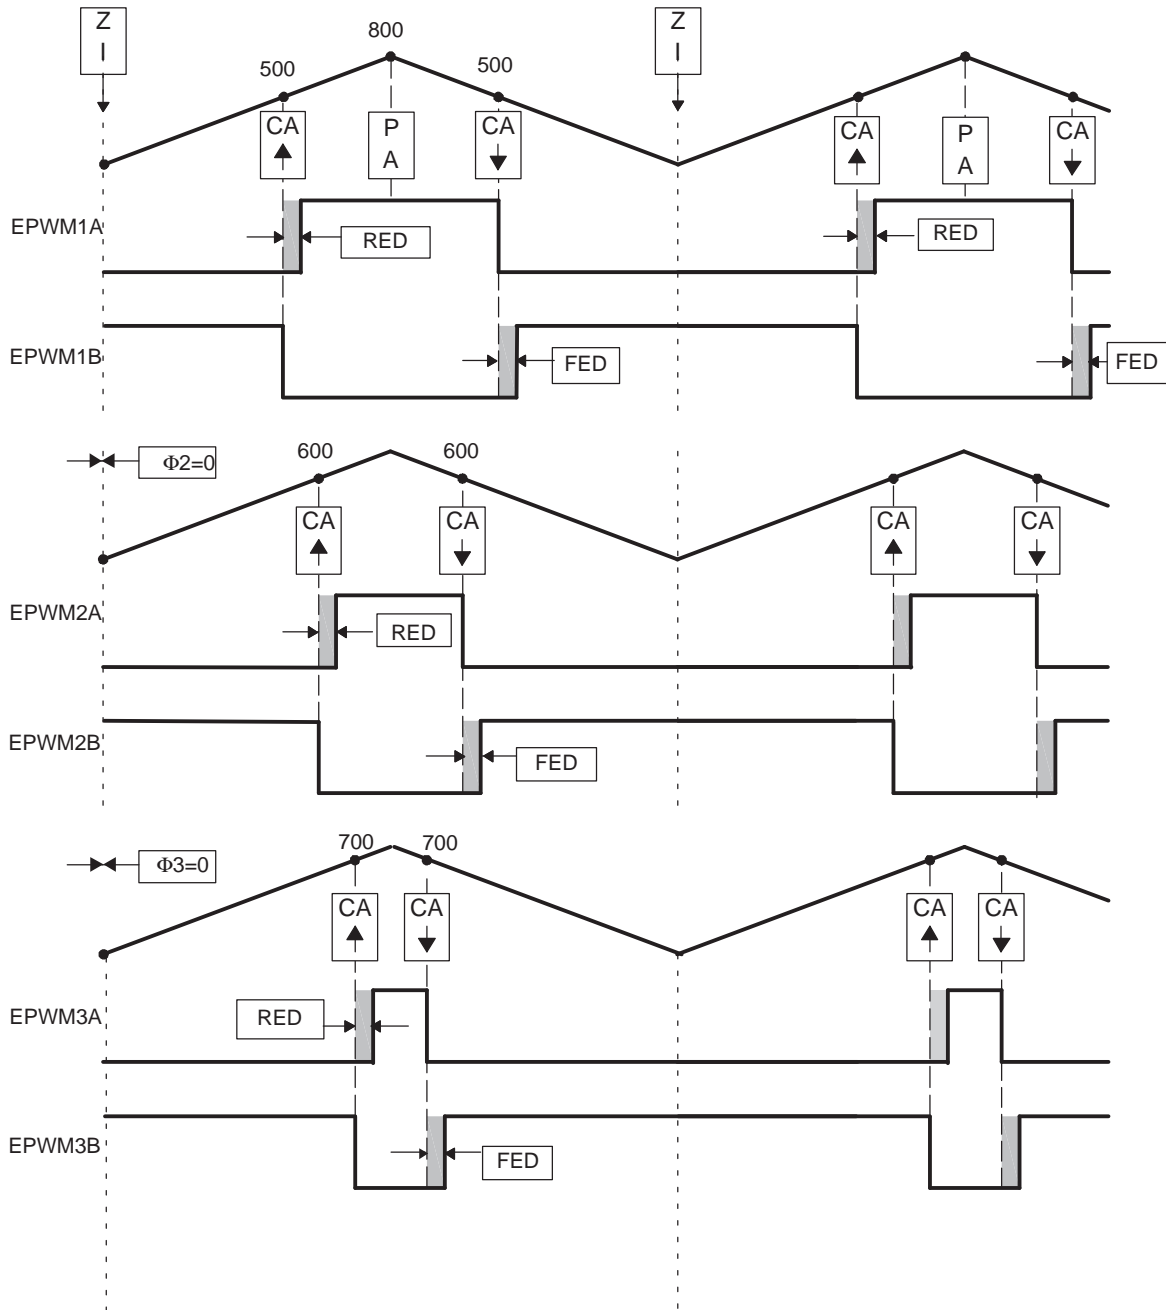 Z
I
Z
I
800
500
500
CA
P
A
CA
CA
P
A
CA
EPWM1A
RED
RED
EPWM1B
FED
FED
Φ2=0
600
600
CA
CA
CA
CA
EPWM2A
RED
EPWM2B
FED
700
700
Φ3=0
CA
CA
CA
CA
EPWM3A
RED
EPWM3B
FED